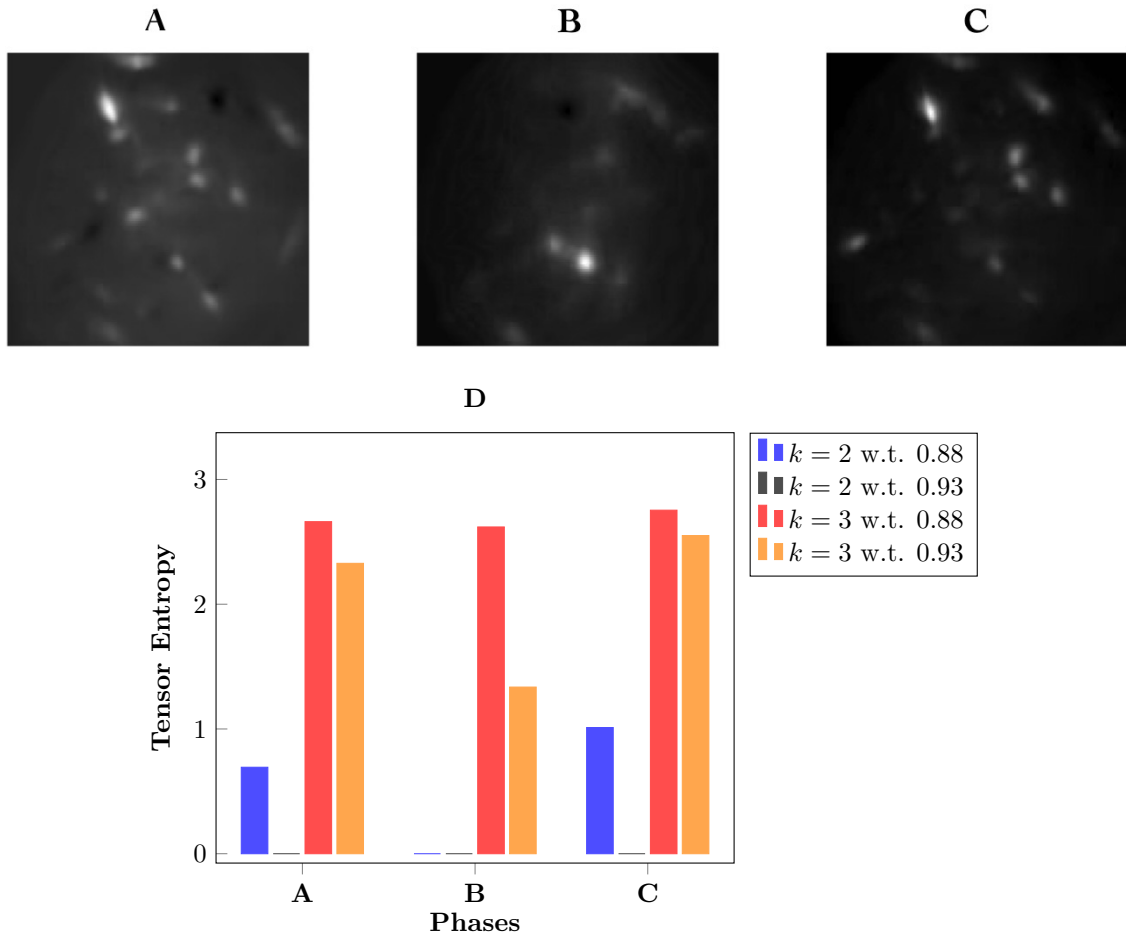 A
B
C
D
k = 2 w.t. 0.88
k = 2 w.t. 0.93
k = 3 w.t. 0.88
k = 3 w.t. 0.93
Tensor Entropy
3
2
1
0
A B C
Phases